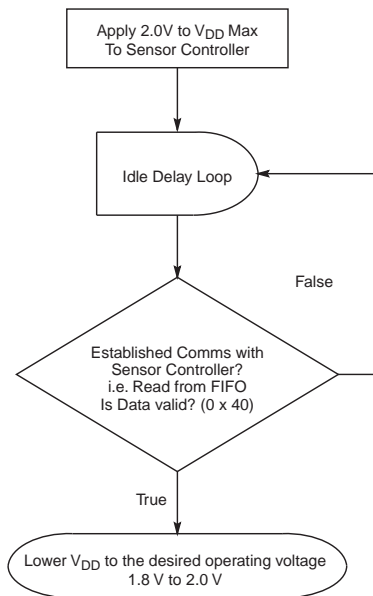 Apply 2.0V to VDD Max
To Sensor Controller
Idle Delay Loop
False
Established Comms with
Sensor Controller?
i.e. Read from FIFO
Is Data valid? (0 x 40)
True
Lower VDD to the desired operating voltage
1.8 V to 2.0 V